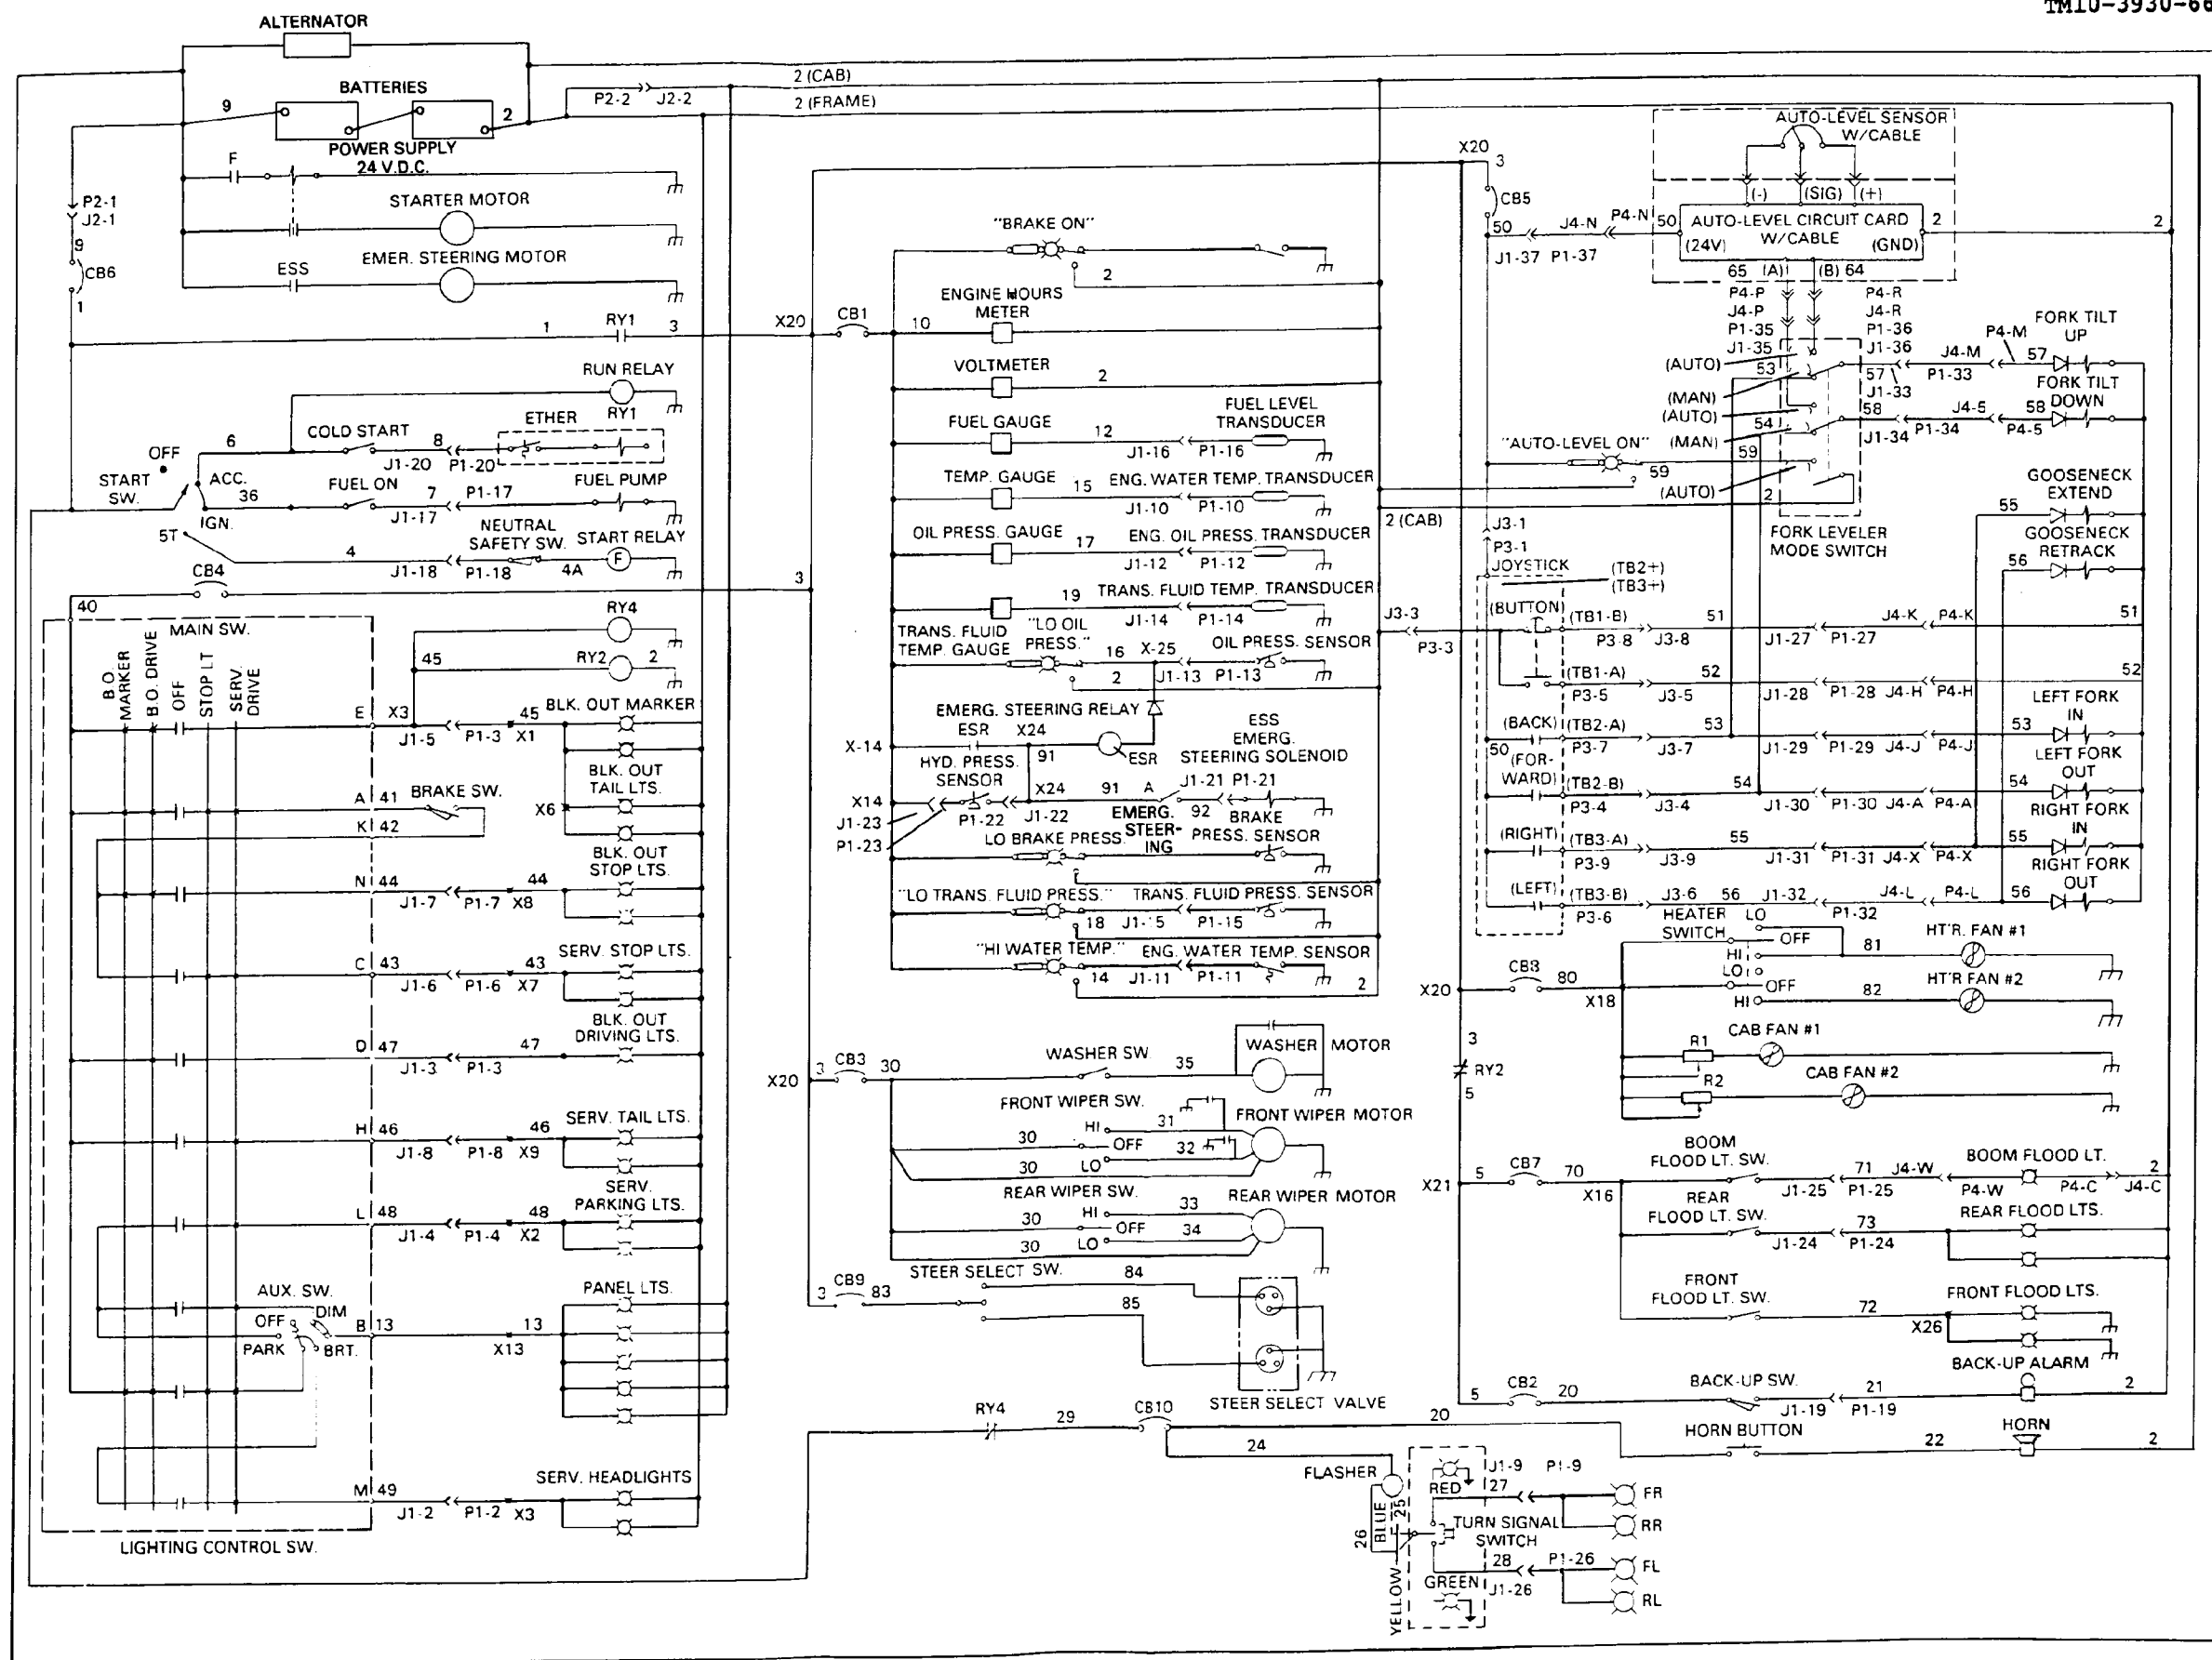 TM10-3930-66
ALTERNATOR
BATTERIES
9
2
POWER SUPPLY
24 V.D.C.
P2-2 J2-2
2 (CAB)
2 (FRAME)
F
P2-1
J2-1
9
CB6
1
STARTER MOTOR
EMER. STEERING MOTOR
ESS
1
RY1
3
X20
CB1
10
RUN RELAY
RY1
ETHER
6
COLD START
8
J1-20
P1-20
OFF
START
SW.
ACC.
36
IGN.
FUEL ON
7
P1-17
J1-17
FUEL PUMP
NEUTRAL
SAFETY SW.
START RELAY
5T
4
J1-18
P1-18
4A
F
CB4
3
40
MAIN SW.
B.O.
MARKER
B.O. DRIVE
OFF
STOP LT
SERV.
DRIVE
RY4
45
RY2
2
E
X3
45
BLK. OUT MARKER
J1-5
P1-3
X1
BLK. OUT
TAIL LTS.
A 41
BRAKE SW.
X6
K 42
BLK. OUT
STOP LTS.
N 44
44
J1-7
P1-7
X8
SERV. STOP LTS.
C 43
43
J1-6
P1-6
X7
BLK. OUT
DRIVING LTS.
D 47
47
J1-3
P1-3
SERV. TAIL LTS.
H 46
46
J1-8
P1-8
X9
SERV.
PARKING LTS.
L 48
48
J1-4
P1-4
X2
AUX. SW.
DIM
OFF
PARK
BRT.
PANEL LTS.
B 13
13
X13
SERV. HEADLIGHTS
M 49
J1-2
P1-2
X3
LIGHTING CONTROL SW.
"BRAKE ON"
2
ENGINE HOURS
METER
VOLTMETER
2
FUEL GAUGE
12
FUEL LEVEL
TRANSDUCER
J1-16
P1-16
TEMP. GAUGE
15
ENG. WATER TEMP. TRANSDUCER
J1-10
P1-10
OIL PRESS. GAUGE
17
ENG. OIL PRESS. TRANSDUCER
J1-12
P1-12
19
TRANS. FLUID TEMP. TRANSDUCER
J1-14
P1-14
TRANS. FLUID
TEMP. GAUGE
"LO OIL
PRESS."
16
X-25
OIL PRESS. SENSOR
2
J1-13
P1-13
EMERG. STEERING RELAY
ESR
X24
X-14
91
ESR
ESS
EMERG.
STEERING SOLENOID
HYD. PRESS.
SENSOR
X14
X24
91
A
J1-21 P1-21
J1-23
P1-22
J1-22
EMERG.
STEER-
ING
92
BRAKE
PRESS. SENSOR
P1-23
LO BRAKE PRESS.
"LO TRANS. FLUID PRESS."
TRANS. FLUID PRESS. SENSOR
18
J1-15
P1-15
"HI WATER TEMP."
ENG. WATER TEMP. SENSOR
14
J1-11
P1-11
2
X20
3
CB3
30
WASHER SW.
35
WASHER MOTOR
FRONT WIPER SW.
30
HI
31
OFF
32
LO
30
FRONT WIPER MOTOR
REAR WIPER SW.
30
HI
33
OFF
34
LO
30
REAR WIPER MOTOR
3
CB9
83
STEER SELECT SW.
84
85
STEER SELECT VALVE
RY4
29
CB10
20
24
FLASHER
BLUE
25
26
YELLOW
RED
J1-9
P1-9
27
FR
RR
TURN SIGNAL
SWITCH
28
P1-26
FL
GREEN
J1-26
RL
X20
3
CB5
50
J4-N
P4-N
50
J1-37 P1-37
AUTO-LEVEL SENSOR
W/CABLE
(-)
(SIG)
(+)
AUTO-LEVEL CIRCUIT CARD
W/CABLE
(24V)
(GND)
2
2
65 (A)
(B) 64
P4-P
J4-P
P1-35
J1-35
P4-R
J4-R
P1-36
J1-36
(AUTO)
53
(MAN)
(AUTO)
54
(MAN)
59
(AUTO)
2
"AUTO-LEVEL ON"
59
57
J1-33
J4-M
P1-33
P4-M
57
FORK TILT
UP
58
J1-34
J4-S
P1-34
58
P4-5
FORK TILT
DOWN
FORK LEVELER
MODE SWITCH
GOOSENECK
EXTEND
55
GOOSENECK
RETRACK
56
2 (CAB)
J3-1
P3-1
JOYSTICK
(TB2+)
(TB3+)
J3-3
P3-3
(BUTTON)
(TB1-B)
P3-8
J3-8
51
J1-27
P1-27
J4-K
P4-K
51
(TB1-A)
P3-5
J3-5
52
J1-28
P1-28
J4-H
P4-H
52
(BACK)
(TB2-A)
P3-7
J3-7
53
J1-29
P1-29
J4-J
P4-J
53
LEFT FORK
IN
50
(FOR-
WARD)
(TB2-B)
P3-4
J3-4
54
J1-30
P1-30
J4-A
P4-A
54
LEFT FORK
OUT
(RIGHT)
(TB3-A)
P3-9
J3-9
55
J1-31
P1-31
J4-X
P4-X
55
RIGHT FORK
IN
(LEFT)
(TB3-B)
P3-6
J3-6
56
J1-32
P1-32
J4-L
P4-L
56
RIGHT FORK
OUT
HEATER
SWITCH
LO
OFF
HI
LO
OFF
HI
81
HT'R. FAN #1
82
HT'R FAN #2
X20
CB8
80
X18
CAB FAN #1
R1
R2
CAB FAN #2
3
RY2
5
X21
5
CB7
70
X16
BOOM
FLOOD LT. SW.
71
J4-W
J1-25
P1-25
P4-W
BOOM FLOOD LT.
P4-C
2
J4-C
REAR
FLOOD LT. SW.
73
J1-24
P1-24
REAR FLOOD LTS.
FRONT
FLOOD LT. SW.
72
X26
FRONT FLOOD LTS.
BACK-UP ALARM
5
CB2
20
BACK-UP SW.
21
J1-19
P1-19
2
HORN BUTTON
22
HORN
2